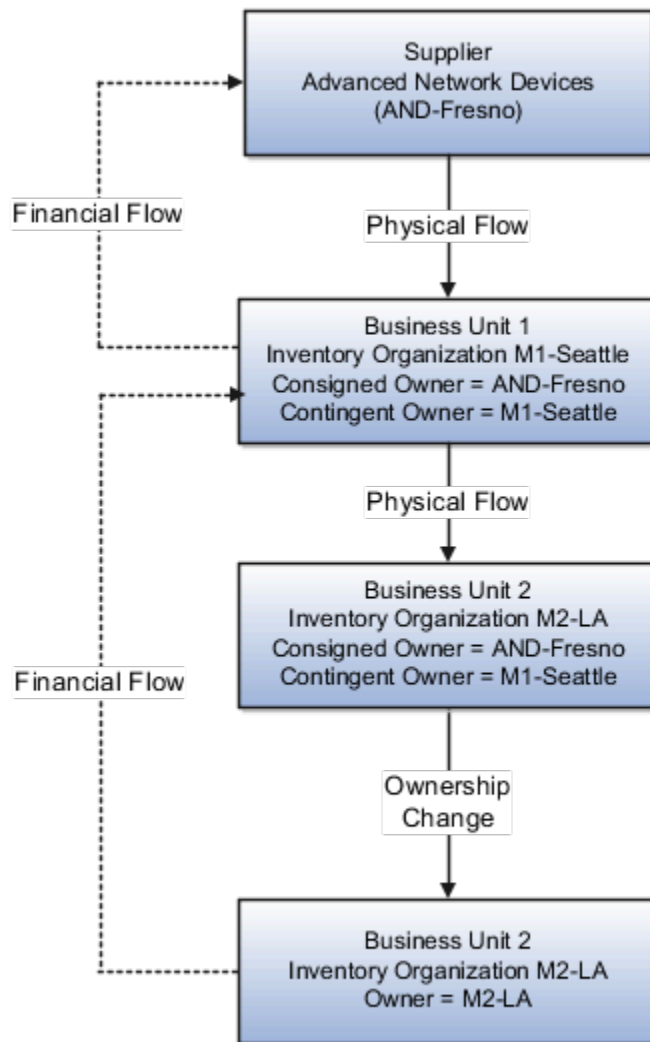 Supplier
Advanced Network Devices
(AND-Fresno)
Financial Flow
Physical Flow
Business Unit 1
Inventory Organization M1-Seattle
Consigned Owner = AND-Fresno
Contingent Owner = M1-Seattle
Physical Flow
Business Unit 2
Inventory Organization M2-LA
Consigned Owner = AND-Fresno
Contingent Owner = M1-Seattle
Financial Flow
Ownership
Change
Business Unit 2
Inventory Organization M2-LA
Owner = M2-LA